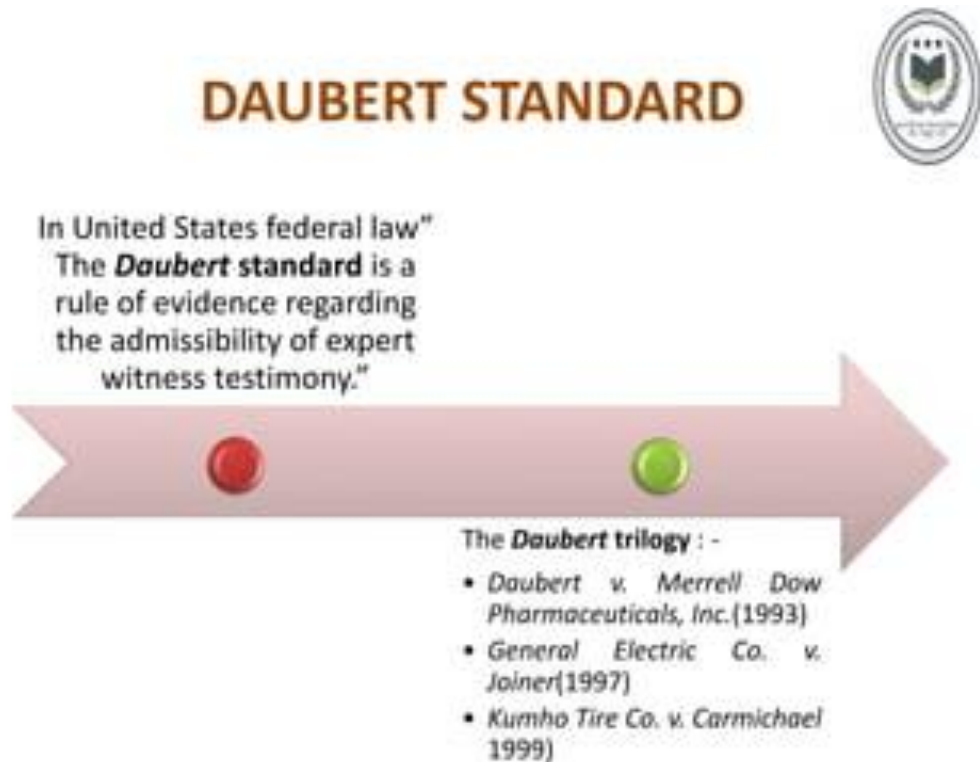 DAUBERT STANDARD
In United States federal law”
The Daubert standard is a
rule of evidence regarding
the admissibility of expert
witness testimony.”
The Daubert trilogy : -
• Daubert v. Merrell Dow
Pharmaceuticals, Inc.(1993)
• General Electric Co. v.
Joiner(1997)
• Kumho Tire Co. v. Carmichael
1999)